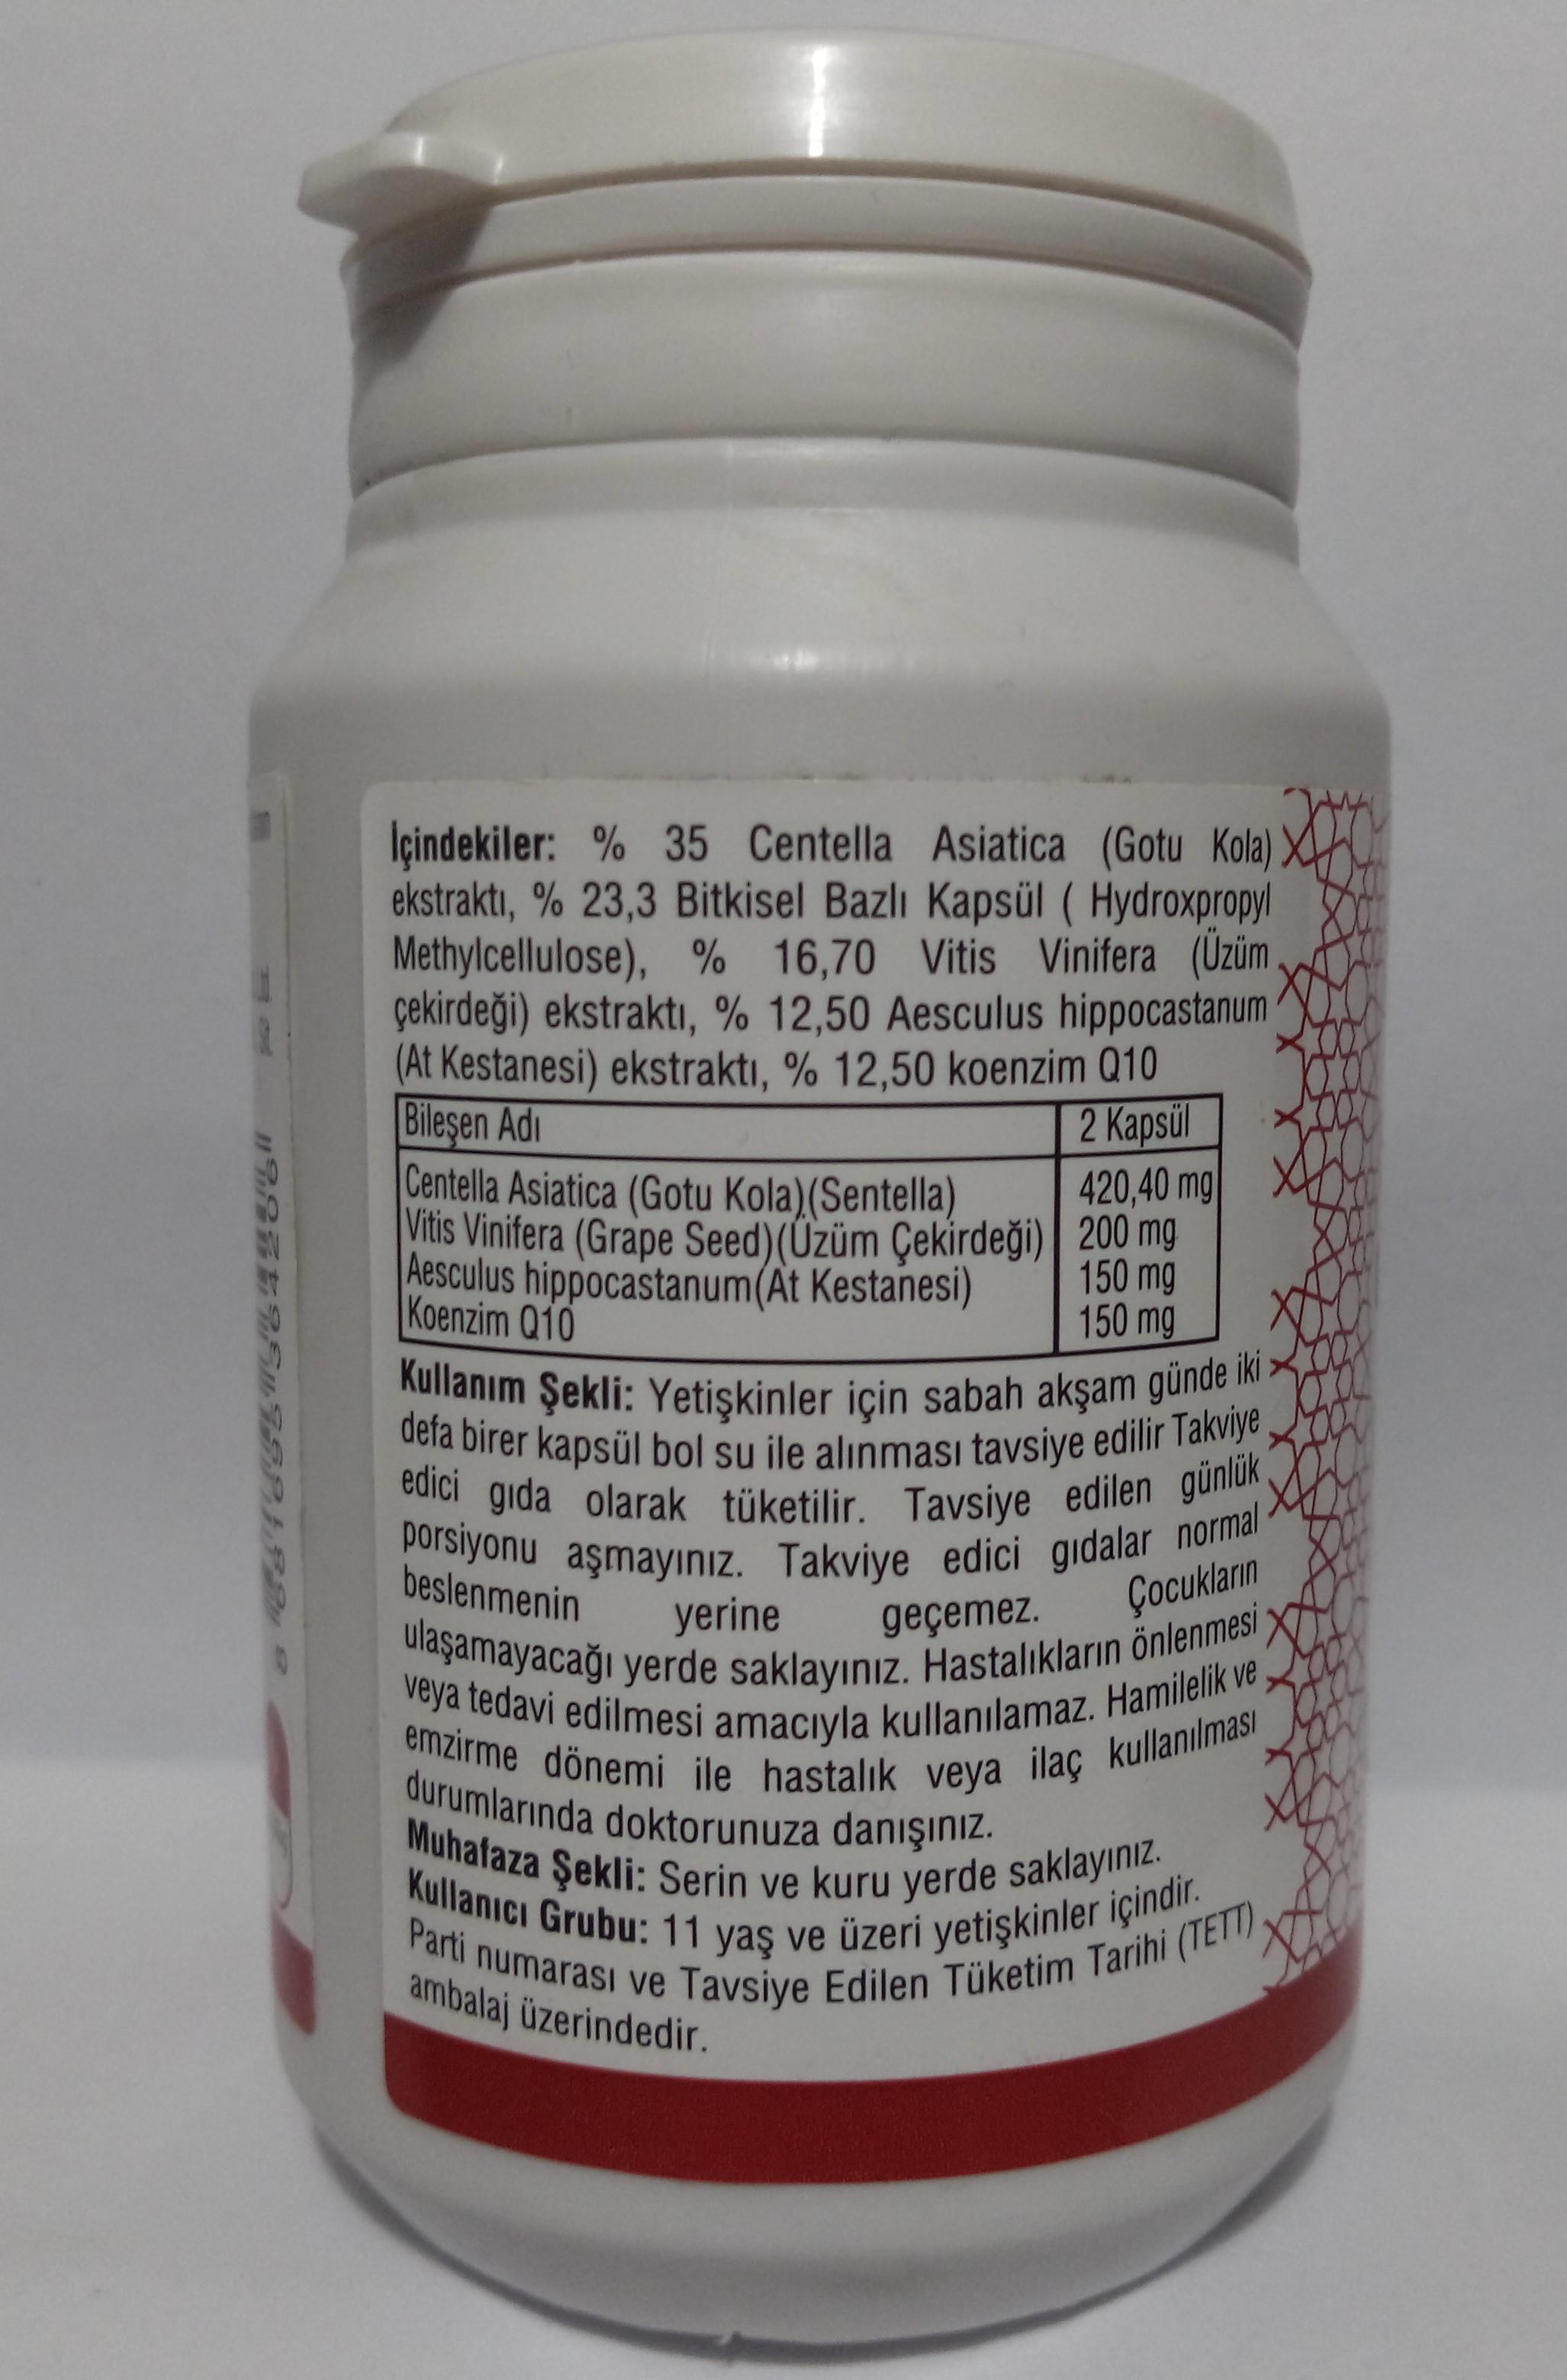 İçindekiler: % 35 Centella Asiatica (Gotu Kola)
ekstraktı, % 23,3 Bitkisel Bazlı Kapsül ( Hydroxpropyl
Methylcellulose), % 16,70 Vitis Vinifera (Üzüm
çekirdeği) ekstraktı, % 12,50 Aesculus hippocastanum
(At Kestanesi) ekstraktı, % 12,50 koenzim Q10
Bileşen Adı 2 Kapsül
Centella Asiatica (Gotu Kola)(Sentella) 420,40 mg
Vitis Vinifera (Grape Seed)(Üzüm Çekirdeği) 200 mg
Aesculus hippocastanum(At Kestanesi) 150 mg
Koenzim Q10 150 mg
Kullanım Şekli: Yetişkinler için sabah akşam günde iki
defa birer kapsül bol su ile alınması tavsiye edilir Takviye
edici gıda olarak tüketilir. Tavsiye edilen günlük
porsiyonu aşmayınız. Takviye edici gıdalar normal
beslenmenin yerine geçemez. Çocukların
ulaşamayacağı yerde saklayınız. Hastalıkların önlenmesi
veya tedavi edilmesi amacıyla kullanılamaz. Hamilelik ve
emzirme dönemi ile hastalık veya ilaç kullanılması
durumlarında doktorunuza danışınız.
Muhafaza Şekli: Serin ve kuru yerde saklayınız.
Kullanıcı Grubu: 11 yaş ve üzeri yetişkinler içindir.
Parti numarası ve Tavsiye Edilen Tüketim Tarihi (TETT)
ambalaj üzerindedir.